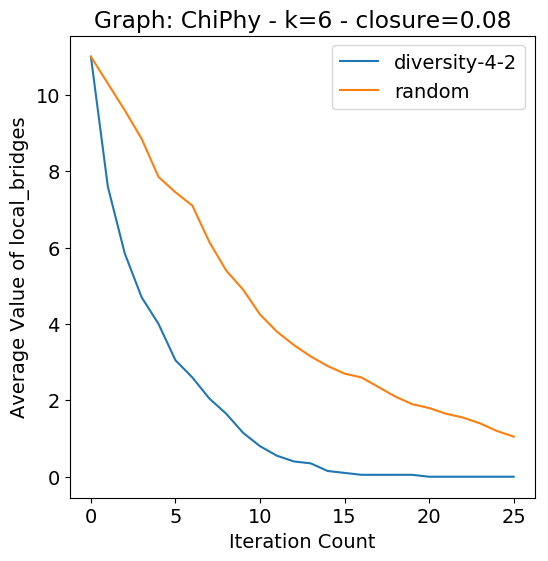 Graph: ChiPhy - k=6 - closure=0.08
diversity-4-2
random
Average Value of local_bridges
10
8
6
4
2
0
0 5 10 15 20 25
Iteration Count